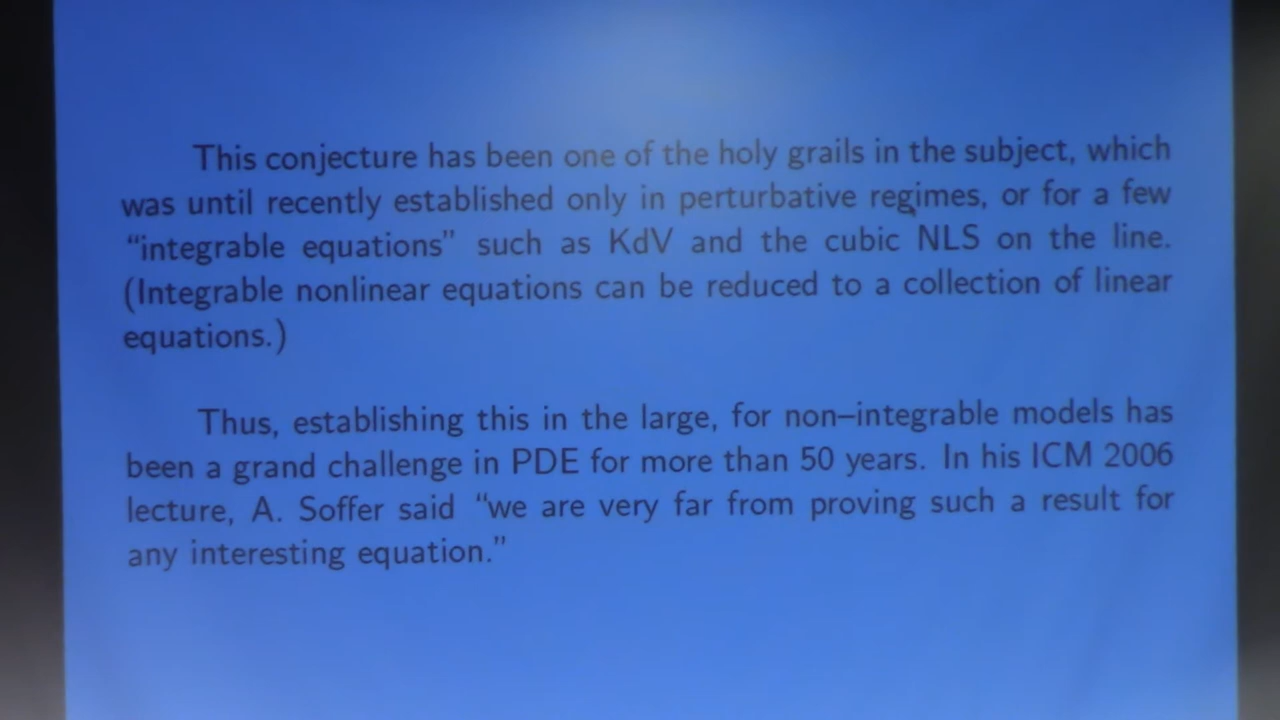 This conjecture has been one of the holy grails in the subject, which
was until recently established only in perturbative regimes, or for a few
“integrable equations” such as KdV and the cubic NLS on the line.
(Integrable nonlinear equations can be reduced to a collection of linear
equations.)
Thus, establishing this in the large, for non–integrable models has
been a grand challenge in PDE for more than 50 years. In his ICM 2006
lecture, A. Soffer said “we are very far from proving such a result for
any interesting equation.”